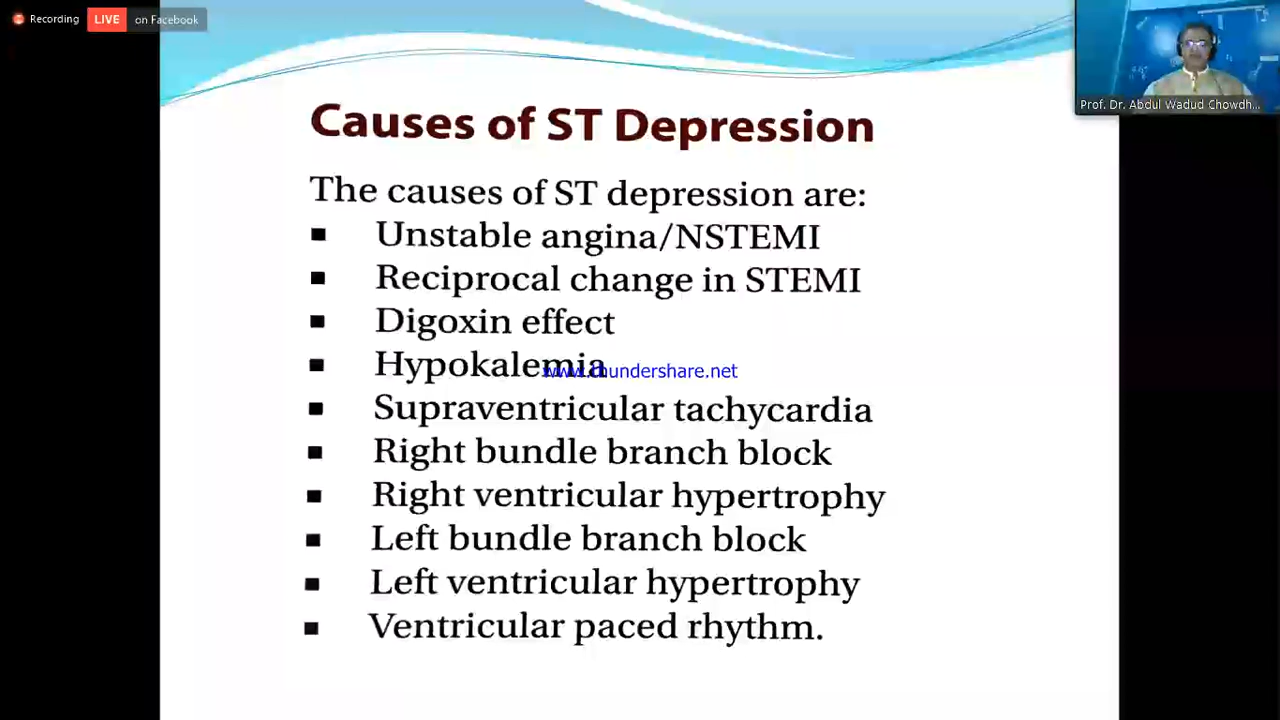 Recording
LIVE on Facebook
Prof. Dr. Abdul Wadud Chowdh...
Causes of ST Depression
The causes of ST depression are:
▪ Unstable angina/NSTEMI
▪ Reciprocal change in STEMI
▪ Digoxin effect
▪ Hypokalemia
www.thundershare.net
▪ Supraventricular tachycardia
▪ Right bundle branch block
▪ Right ventricular hypertrophy
▪ Left bundle branch block
▪ Left ventricular hypertrophy
▪ Ventricular paced rhythm.